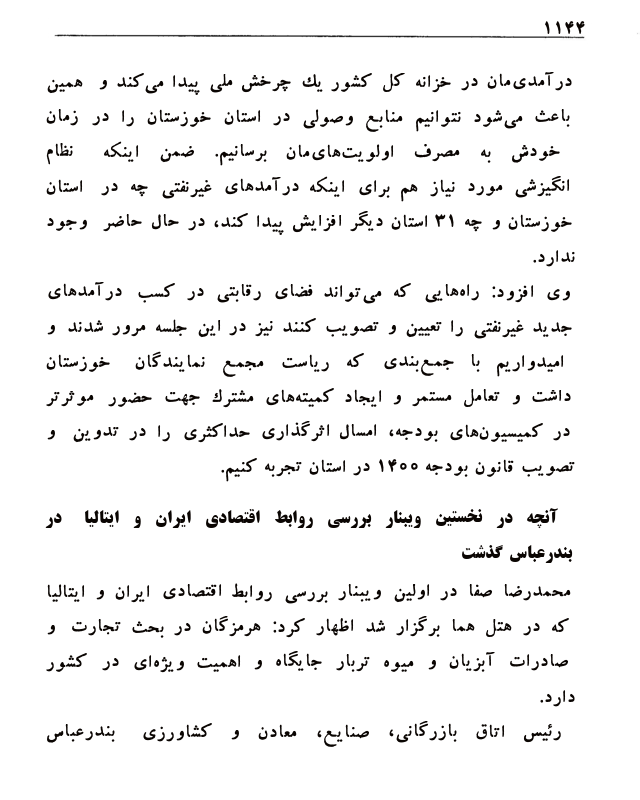 ۱۱۴۴
درآمدی‌مان در خزانه کل کشور یك چرخش ملی پیدا می‌کند و همین
باعث می‌شود نتوانیم منابع وصولی در استان خوزستان را در زمان
خودش به مصرف اولویت‌های‌مان برسانیم. ضمن اینکه نظام
انگیزشی مورد نیاز هم برای اینکه درآمدهای غیرنفتی چه در استان
خوزستان و چه ۳۱ استان دیگر افزایش پیدا کند، در حال حاضر وجود
ندارد.
وی افزود: راه‌هایی که می‌تواند فضای رقابتی در کسب درآمدهای
جدید غیرنفتی را تعیین و تصویب کنند نیز در این جلسه مرور شدند و
امیدواریم با جمع‌بندی که ریاست مجمع نمایندگان خوزستان
داشت و تعامل مستمر و ایجاد کمیته‌های مشترك جهت حضور موثرتر
در کمیسیون‌های بودجه، امسال اثرگذاری حداکثری را در تدوین و
تصویب قانون بودجه ۱۴۰۰ در استان تجربه کنیم.
آنچه در نخستین وبینار بررسی روابط اقتصادی ایران و ایتالیا در
بندرعباس گذشت
محمدرضا صفا در اولین ویبنار بررسی روابط اقتصادی ایران و ایتالیا
که در هتل هما برگزار شد اظهار کرد: هرمزگان در بحث تجارت و
صادرات آبزیان و میوه تربار جایگاه و اهمیت ویژه‌ای در کشور
دارد.
رئیس اتاق بازرگانی، صنایع، معادن و کشاورزی بندرعباس